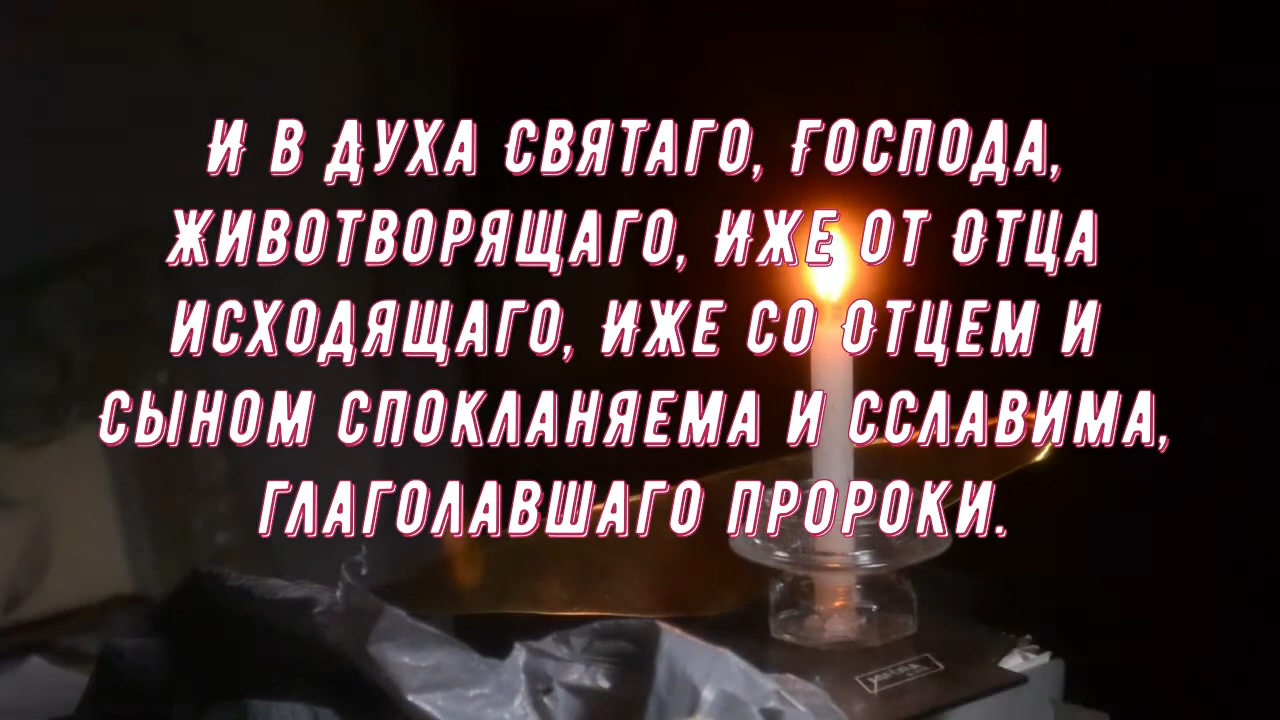 И в Духа Святаго, Господа,
животворящаго, Иже от Отца
исходящаго, Иже со Отцем и
Сыном спокланяема и сславима,
глаголавшаго пророки.